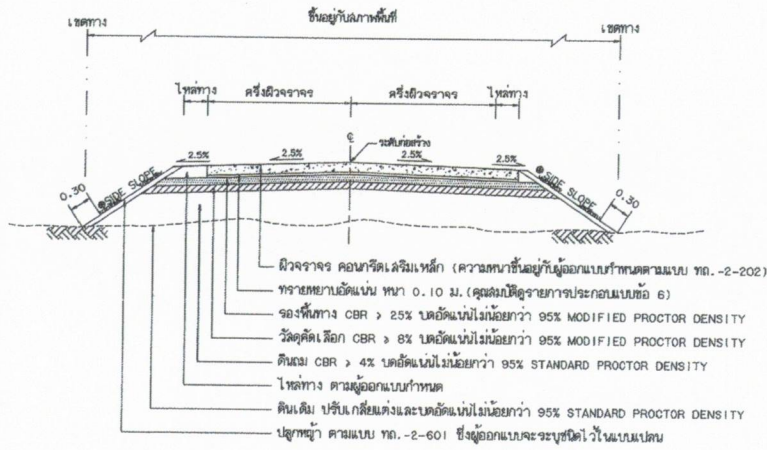 ขึ้นอยู่กับสภาพพื้นที่
เขตทาง
เขตทาง
ไหล่ทาง
ครึ่งผิวจราจร
ครึ่งผิวจราจร
ไหล่ทาง
℄
ระดับก่อสร้าง
2.5%
2.5%
2.5%
2.5%
0.30
SIDE SLOPE
SIDE SLOPE
0.30
ผิวจราจร คอนกรีตเสริมเหล็ก (ความหนาขึ้นอยู่กับผู้ออกแบบกำหนดตามแบบ ทถ.-2-202)
ทรายหยาบอัดแน่น หนา 0.10 ม.(คุณสมบัติดูรายการประกอบแบบข้อ 6)
รองพื้นทาง CBR ≥ 25% บดอัดแน่นไม่น้อยกว่า 95% MODIFIED PROCTOR DENSITY
วัสดุคัดเลือก CBR ≥ 8% บดอัดแน่นไม่น้อยกว่า 95% MODIFIED PROCTOR DENSITY
ดินถม CBR ≥ 4% บดอัดแน่นไม่น้อยกว่า 95% STANDARD PROCTOR DENSITY
ไหล่ทาง ตามผู้ออกแบบกำหนด
ดินเดิม ปรับเกลี่ยแต่งและบดอัดแน่นไม่น้อยกว่า 95% STANDARD PROCTOR DENSITY
ปลูกหญ้า ตามแบบ ทถ.-2-601 ซึ่งผู้ออกแบบจะระบุชนิดไว้ในแบบแปลน